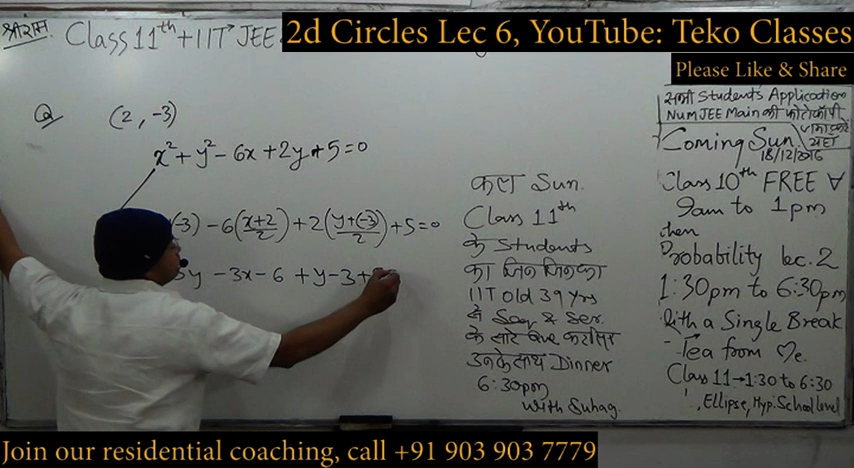 श्रीराम. Class 11th + IIT JEE
2d Circles Lec 6, YouTube: Teko Classes
Please Like & Share
Q (2, -3)
x² + y² - 6x + 2y + 5 = 0
(-3) - 6((x+2)/2) + 2((y+(-3))/2) + 5 = 0
3y - 3x - 6 + y - 3 +
कल Sun.
Class 11th
के Students
का जिन जिनका
IIT old 39 yrs
के सारे Que करलिए
उनके साथ Dinner
6:30pm
with Suhag.
सभी Students Application
Num JEE Main की फोटोकॉपी
Coming Sun.
18/12/2016
Class 10th FREE ∀
9am to 1pm
then
Probability lec. 2
1:30pm to 6:30pm
With a Single Break
- Tea from Me.
Class 11→1:30 to 6:30
, Ellipse, Hyp. School level
Join our residential coaching, call +91 903 903 7779